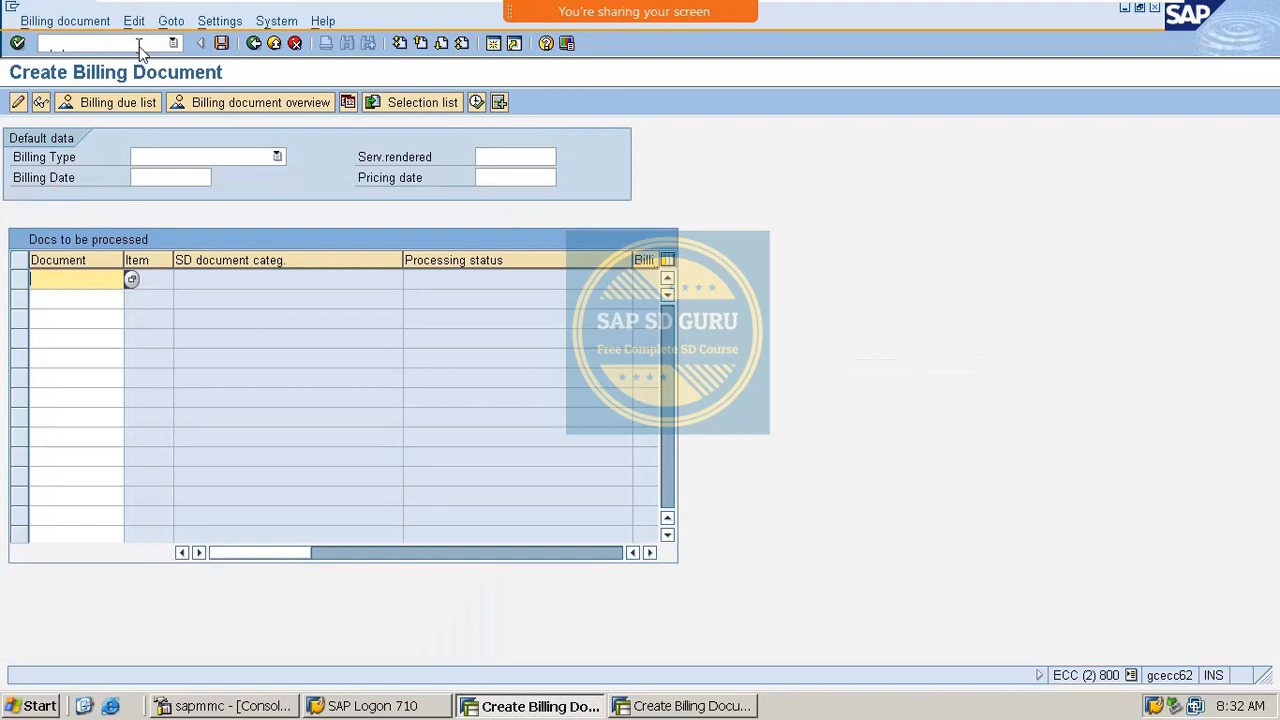 You're sharing your screen
Billing document Edit Goto Settings System Help
SAP
Create Billing Document
Billing due list Billing document overview Selection list
Default data
Billing Type Serv.rendered
Billing Date Pricing date
Docs to be processed
Document Item SD document categ. Processing status Billi..
SAP SD GURU
Free Complete SD Course
ECC (2) 800 gcecc62 INS
Start sapmmc - [Consol... SAP Logon 710 Create Billing Do... Create Billing Docu... 8:32 AM